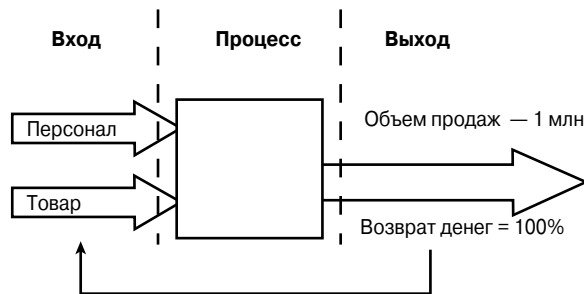 Вход Процесс Выход
Персонал
Объем продаж — 1 млн
Товар
Возврат денег = 100%